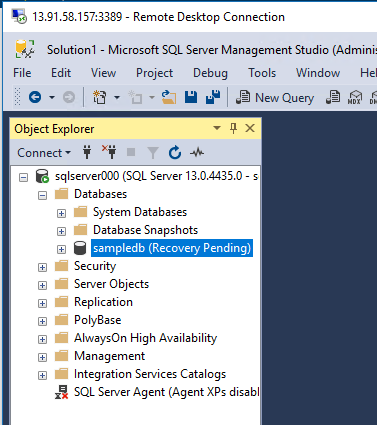 13.91.58.157:3389 - Remote Desktop Connection
Solution1 - Microsoft SQL Server Management Studio (Adminis
File Edit View Project Debug Tools Window Help
New Query
MDX
DM
Object Explorer
Connect
sqlserver000 (SQL Server 13.0.4435.0 - s
Databases
System Databases
Database Snapshots
sampledb (Recovery Pending)
Security
Server Objects
Replication
PolyBase
AlwaysOn High Availability
Management
Integration Services Catalogs
SQL Server Agent (Agent XPs disabl